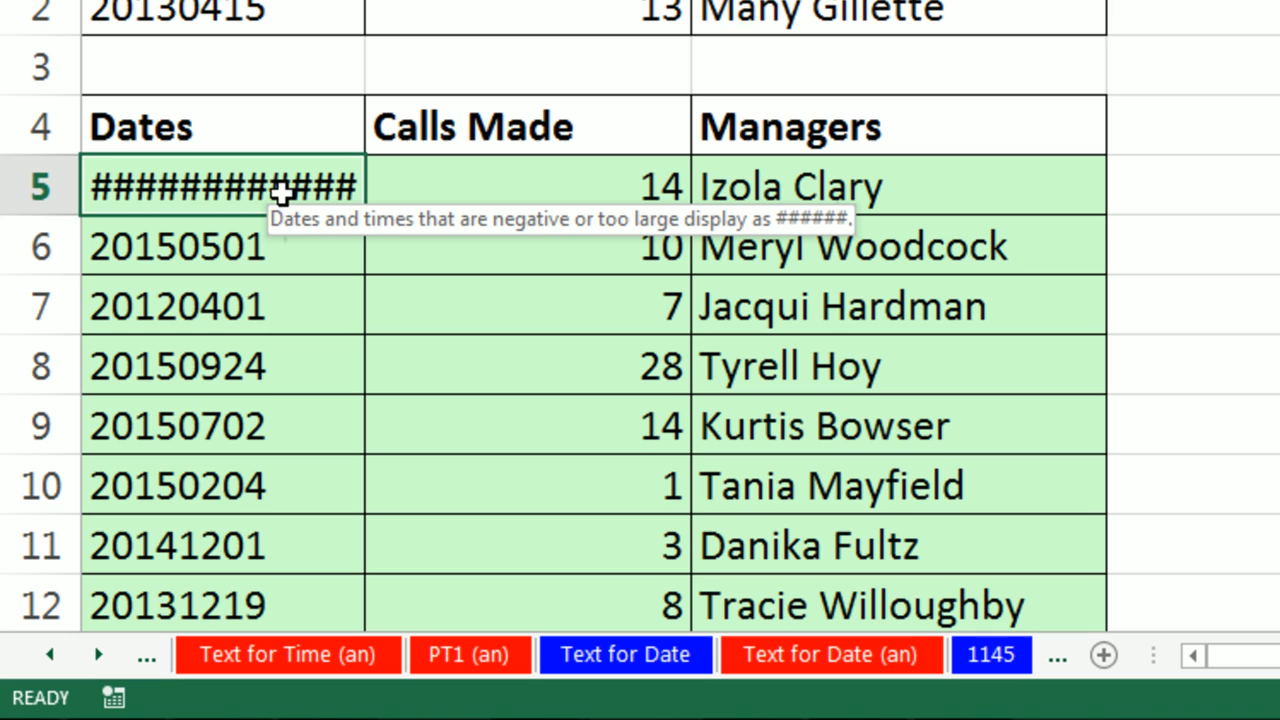 2 20130415 13 Many Gillette
3
4 Dates Calls Made Managers
5 ############ 14 Izola Clary
Dates and times that are negative or too large display as ######.
6 20150501 10 Meryl Woodcock
7 20120401 7 Jacqui Hardman
8 20150924 28 Tyrell Hoy
9 20150702 14 Kurtis Bowser
10 20150204 1 Tania Mayfield
11 20141201 3 Danika Fultz
12 20131219 8 Tracie Willoughby
... Text for Time (an) PT1 (an) Text for Date Text for Date (an) 1145 ...
READY